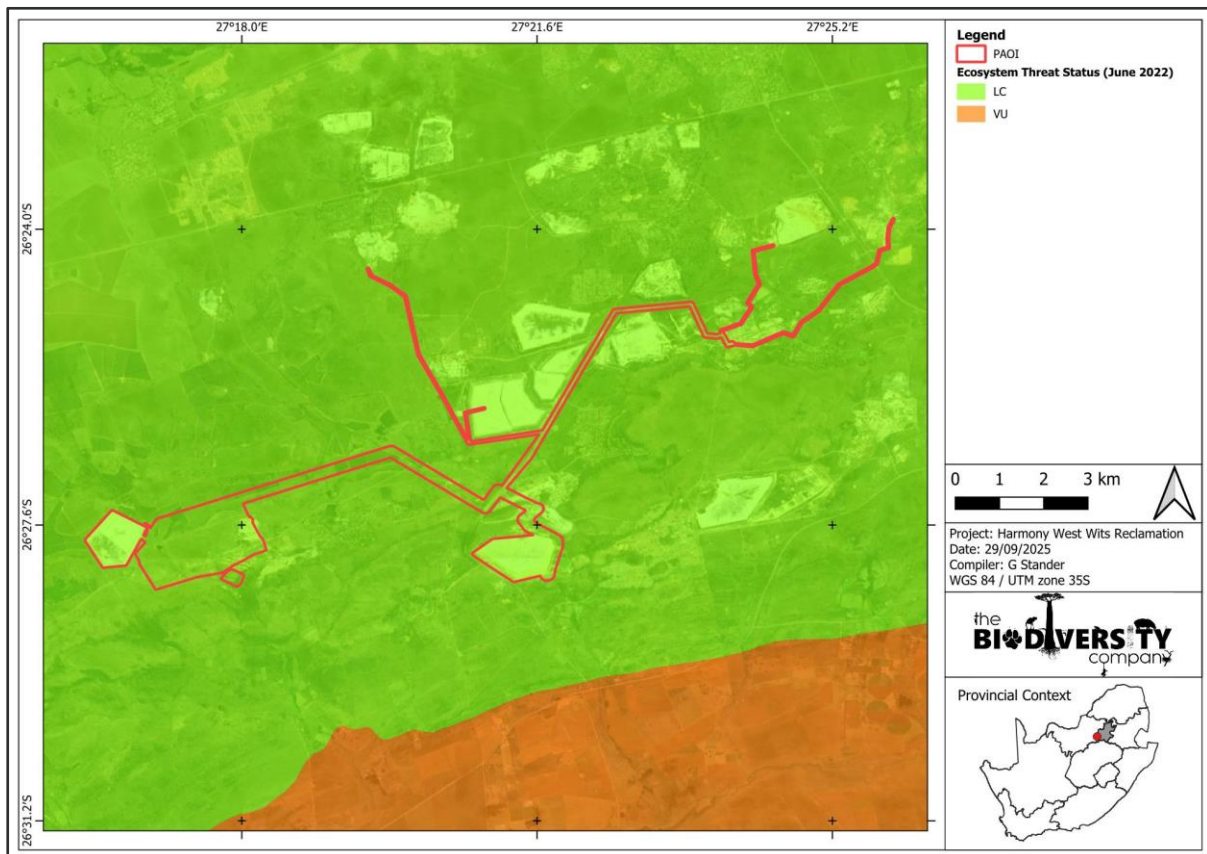 27°18.0'E 27°21.6'E 27°25.2'E
26°24.0'S
26°27.6'S
26°31.2'S
Legend
PAOI
Ecosystem Threat Status (June 2022)
LC
VU
0 1 2 3 km
Project: Harmony West Wits Reclamation
Date: 29/09/2025
Compiler: G Stander
WGS 84 / UTM zone 35S
the
BIODIVERSITY
company
Provincial Context